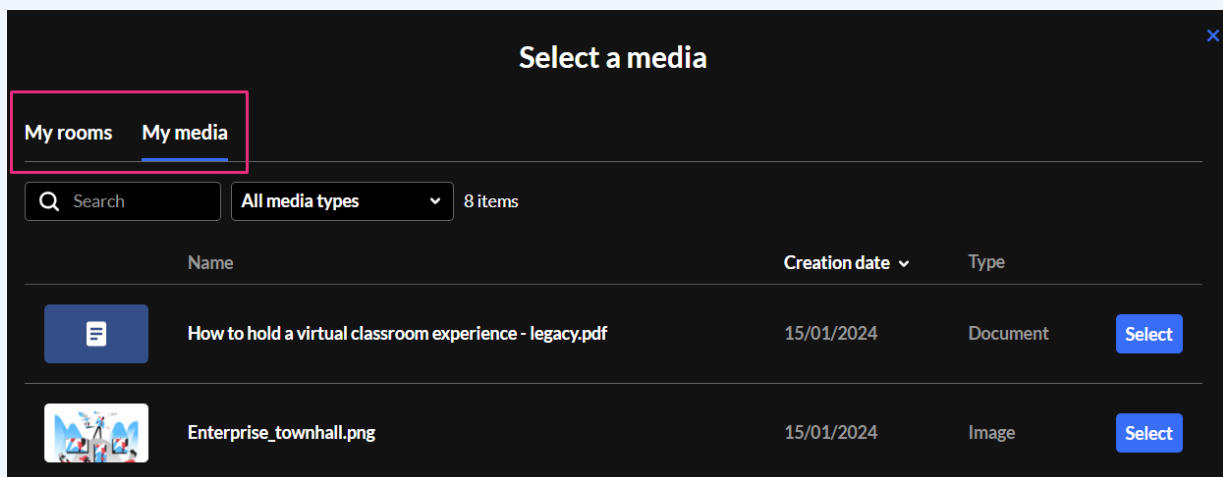 Select a media
My rooms My media
Search All media types 8 items
Name Creation date Type
How to hold a virtual classroom experience - legacy.pdf 15/01/2024 Document Select
Enterprise_townhall.png 15/01/2024 Image Select